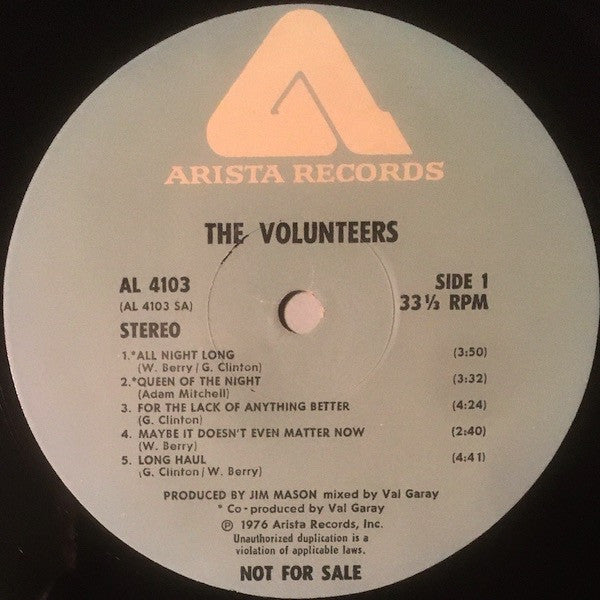 ARISTA RECORDS
THE VOLUNTEERS
AL 4103
(AL 4103 SA)
STEREO
SIDE 1
33⅓ RPM
1.*ALL NIGHT LONG (3:50)
(W. Berry/G. Clinton)
2.*QUEEN OF THE NIGHT (3:32)
(Adam Mitchell)
3. FOR THE LACK OF ANYTHING BETTER (4:24)
(G. Clinton)
4. MAYBE IT DOESN'T EVEN MATTER NOW (2:40)
(W. Berry)
5. LONG HAUL (4:41)
(G. Clinton/W. Berry)
PRODUCED BY JIM MASON mixed by Val Garay
* Co-produced by Val Garay
℗ 1976 Arista Records, Inc.
Unauthorized duplication is a
violation of applicable laws.
NOT FOR SALE